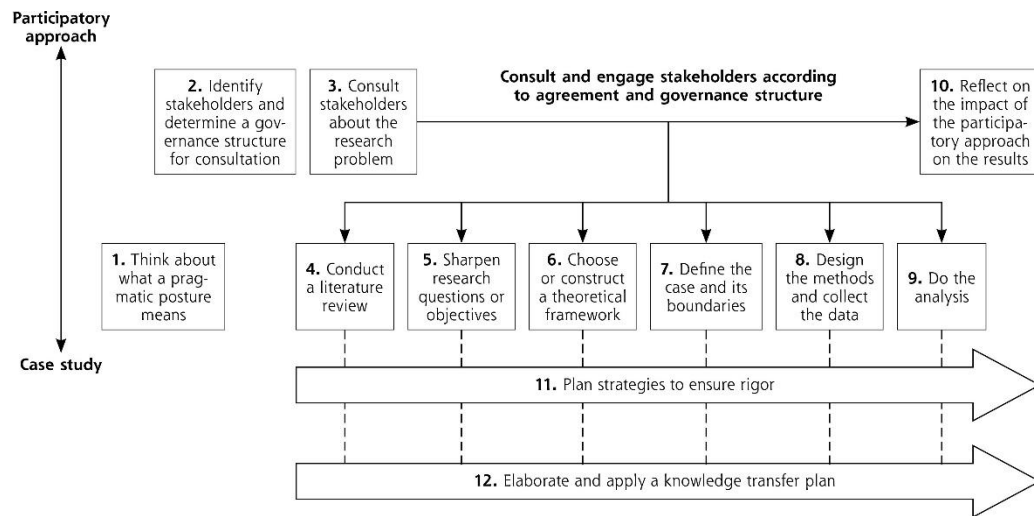 Participatory
approach
2. Identify
stakeholders and
determine a gov-
ernance structure
for consultation
3. Consult
stakeholders
about the
research
problem
Consult and engage stakeholders according
to agreement and governance structure
10. Reflect on
the impact of
the participa-
tory approach
on the results
1. Think about
what a prag-
matic posture
means
4. Conduct
a literature
review
5. Sharpen
research
questions or
objectives
6. Choose
or construct
a theoretical
framework
7. Define the
case and its
boundaries
8. Design
the methods
and collect
the data
9. Do the
analysis
Case study
11. Plan strategies to ensure rigor
12. Elaborate and apply a knowledge transfer plan